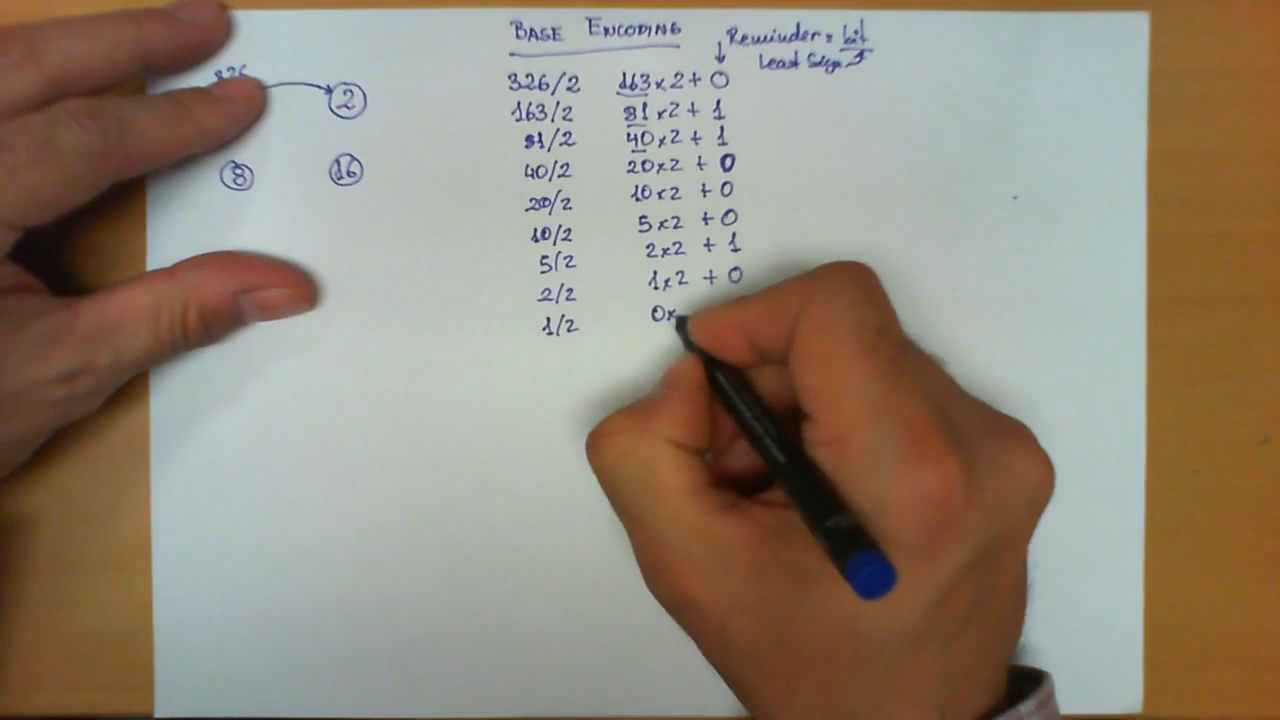 BASE ENCODING
Reminder = bit
Least Sign
326
2
8
16
326/2 163x2+0
163/2 81x2+ 1
81/2 40x2+ 1
40/2 20x2 + 0
20/2 10x2 +0
10/2 5x2 +0
5/2 2x2 + 1
2/2 1x2 +0
1/2 0x